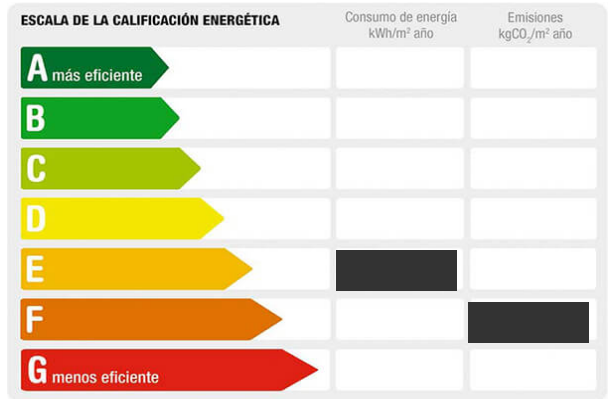 ESCALA DE LA CALIFICACIÓN ENERGÉTICA
Consumo de energía
kWh/m² año
Emisiones
kgCO₂/m² año
A más eficiente
B
C
D
E
F
G menos eficiente